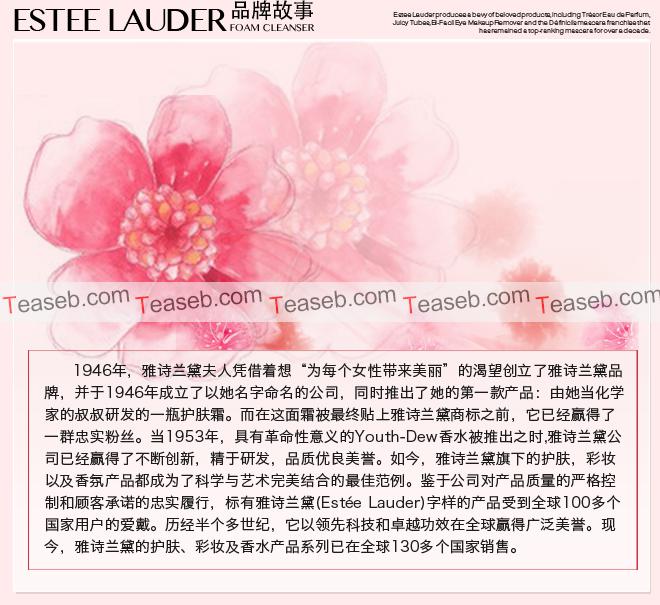 ESTEE LAUDER 品牌故事
FOAM CLEANSER
Estee Lauder produces a bevy of beloved products, including Trésor Eau de Parfum,
Juicy Tubes, Bi-Facil Eye Makeup Remover and the Définicils mascara franchise that
has remained a top-ranking mascara for over a decade.
Teaseb.com Teaseb.com Teaseb.com Teaseb.com Teaseb.com
1946年，雅诗兰黛夫人凭借着想“为每个女性带来美丽”的渴望创立了雅诗兰黛品
牌，并于1946年成立了以她名字命名的公司，同时推出了她的第一款产品：由她当化学
家的叔叔研发的一瓶护肤霜。而在这面霜被最终贴上雅诗兰黛商标之前，它已经赢得了
一群忠实粉丝。当1953年，具有革命性意义的Youth-Dew香水被推出之时,雅诗兰黛公
司已经赢得了不断创新，精于研发，品质优良美誉。如今，雅诗兰黛旗下的护肤，彩妆
以及香氛产品都成为了科学与艺术完美结合的最佳范例。鉴于公司对产品质量的严格控
制和顾客承诺的忠实履行，标有雅诗兰黛(Estée Lauder)字样的产品受到全球100多个
国家用户的爱戴。历经半个多世纪，它以领先科技和卓越功效在全球赢得广泛美誉。现
今，雅诗兰黛的护肤、彩妆及香水产品系列已在全球130多个国家销售。